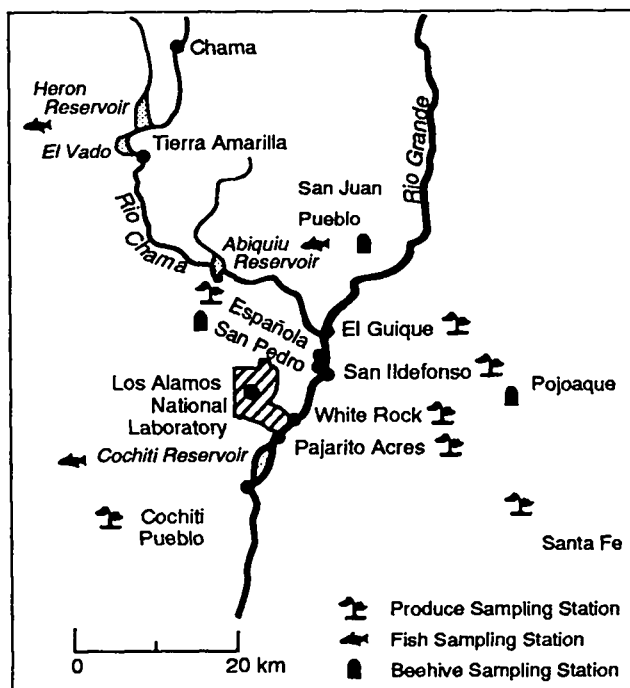 Chama
Heron
Reservoir
El Vado
Tierra Amarilla
Rio Grande
San Juan
Pueblo
Rio
Chama
Abiquiu
Reservoir
Española
San Pedro
El Guique
San Ildefonso
Pojoaque
Los Alamos
National
Laboratory
White Rock
Pajarito Acres
Cochiti Reservoir
Cochiti
Pueblo
Santa Fe
Produce Sampling Station
Fish Sampling Station
Beehive Sampling Station
0 20 km